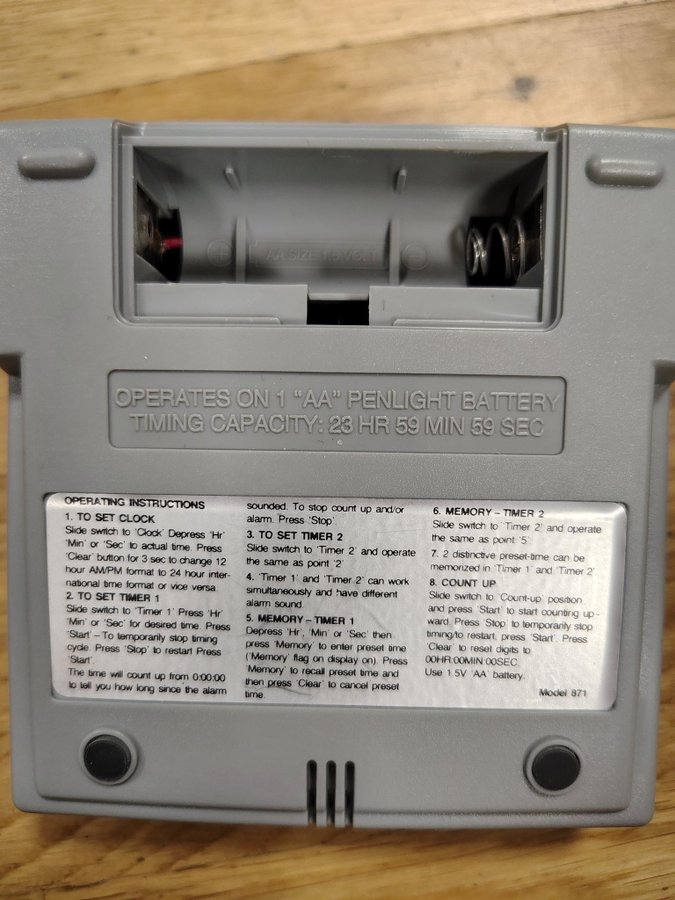 ⊕ AA SIZE 1.5 VOLT ⊖
OPERATES ON 1 "AA" PENLIGHT BATTERY
TIMING CAPACITY: 23 HR 59 MIN 59 SEC
OPERATING INSTRUCTIONS
1. TO SET CLOCK
Slide switch to 'Clock' Depress 'Hr'
'Min' or 'Sec' to actual time. Press
'Clear' button for 3 sec to change 12
hour AM/PM format to 24 hour inter-
national time format or vice versa.
2. TO SET TIMER 1
Slide switch to 'Timer 1' Press 'Hr'
'Min' or 'Sec' for desired time. Press
'Start' - To temporarily stop timing
cycle. Press 'Stop' to restart Press
'Start'.
The time will count up from 0:00:00
to tell you how long since the alarm
sounded. To stop count up and/or
alarm. Press 'Stop'.
3. TO SET TIMER 2
Slide switch to 'Timer 2' and operate
the same as point '2'
4. 'Timer 1' and 'Timer 2' can work
simultaneously and have different
alarm sound.
5. MEMORY - TIMER 1
Depress 'Hr', 'Min' or 'Sec' then
press 'Memory' to enter preset time
('Memory' flag on display on). Press
'Memory' to recall preset time and
then press 'Clear' to cancel preset
time.
6. MEMORY - TIMER 2
Slide switch to 'Timer 2' and operate
the same as point '5'
7. 2 distinctive preset-time can be
memorized in 'Timer 1' and 'Timer 2'
8. COUNT UP
Slide switch to 'Count-up' position
and press 'Start' to start counting up-
ward. Press 'Stop' to temporarily stop
timing/to restart, press 'Start'. Press
'Clear' to reset digits to
00HR:00MIN:00SEC.
Use 1.5V 'AA' battery.
Model 871